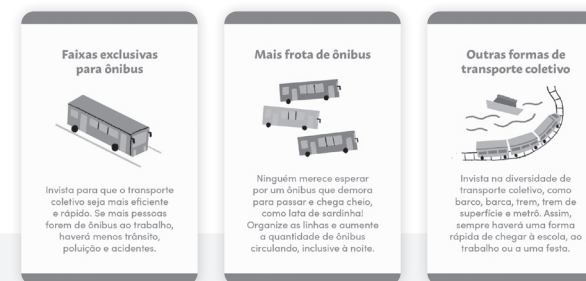 Faixas exclusivas
para ônibus
Invista para que o transporte
coletivo seja mais eficiente
e rápido. Se mais pessoas
forem de ônibus ao trabalho,
haverá menos trânsito,
poluição e acidentes.
Mais frota de ônibus
Ninguém merece esperar
por um ônibus que demora
para passar e chega cheio,
como lata de sardinha!
Organize as linhas e aumente
a quantidade de ônibus
circulando, inclusive à noite.
Outras formas de
transporte coletivo
Invista na diversidade de
transporte coletivo, como
barco, barca, trem, trem de
superfície e metrô. Assim,
sempre haverá uma forma
rápida de chegar à escola, ao
trabalho ou a uma festa.